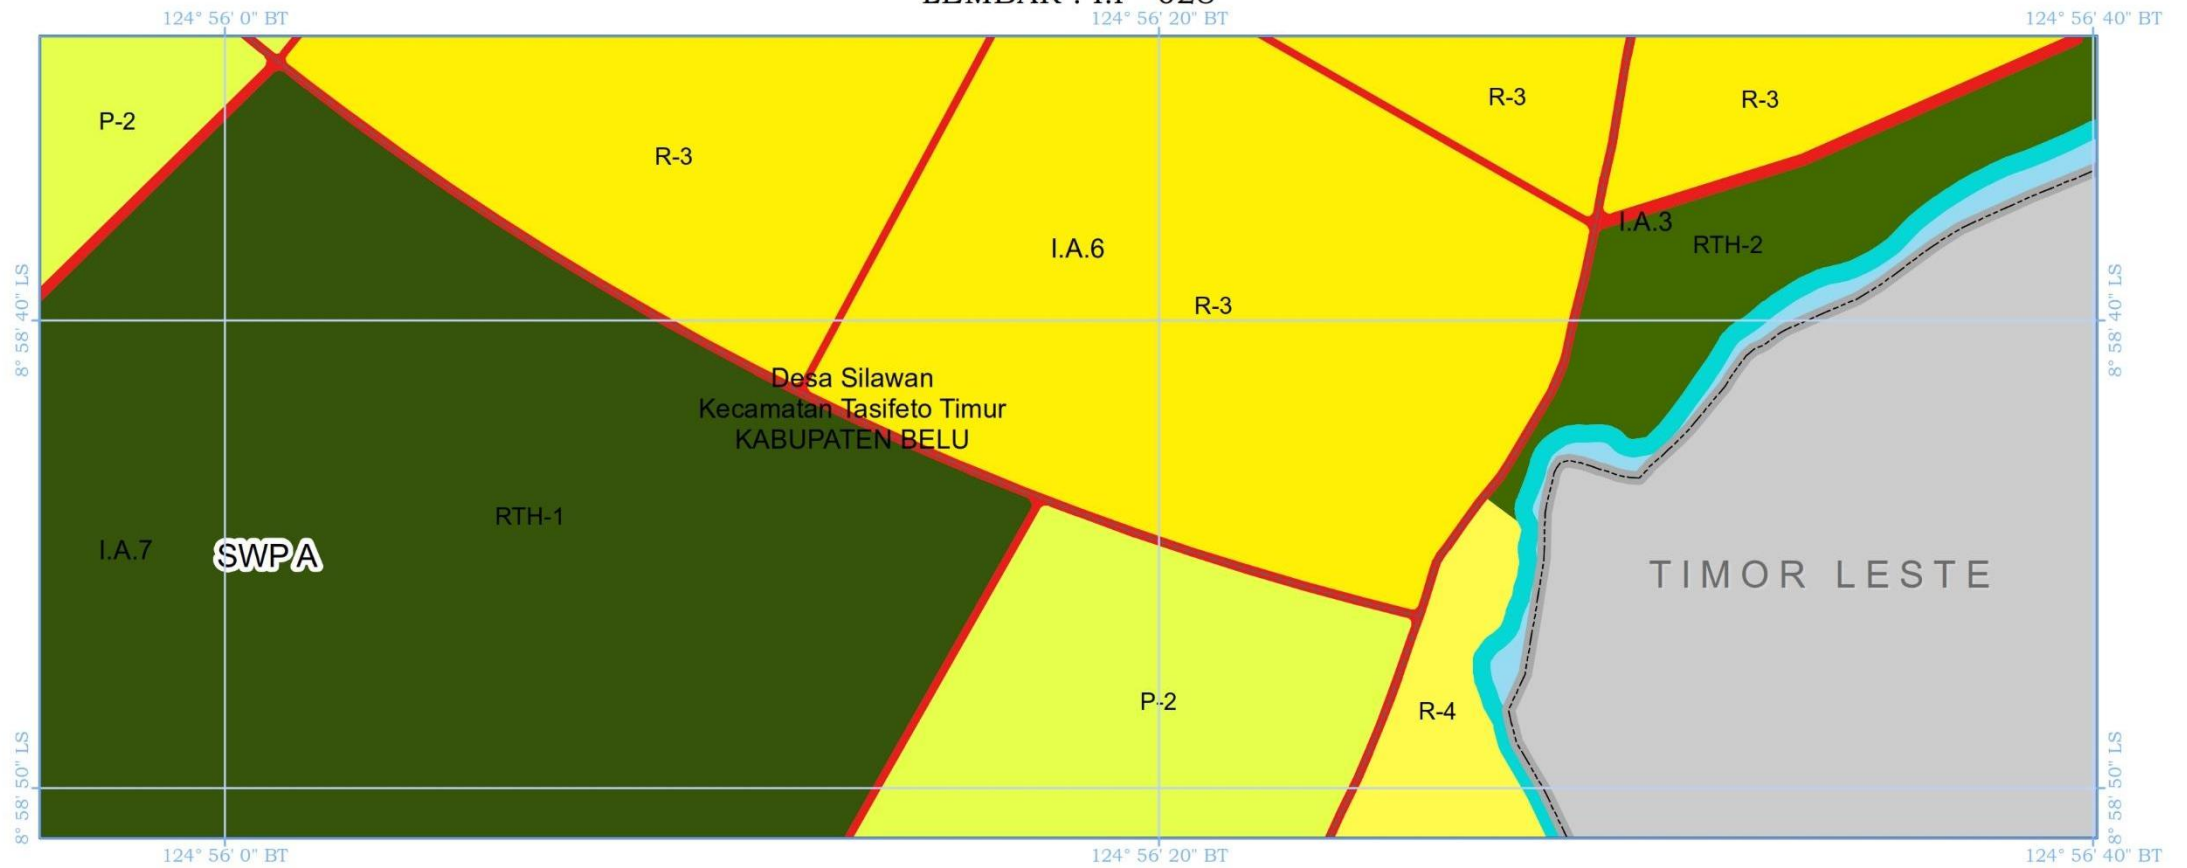 124° 56' 0" BT
124° 56' 20" BT
124° 56' 40" BT
P-2
R-3
R-3
R-3
I.A.3
RTH-2
I.A.6
R-3
8° 58' 40" LS
8° 58' 40" LS
Desa Silawan
Kecamatan Tasifeto Timur
KABUPATEN BELU
RTH-1
I.A.7
SWP A
TIMOR LESTE
P-2
R-4
8° 58' 50" LS
8° 58' 50" LS
124° 56' 0" BT
124° 56' 20" BT
124° 56' 40" BT